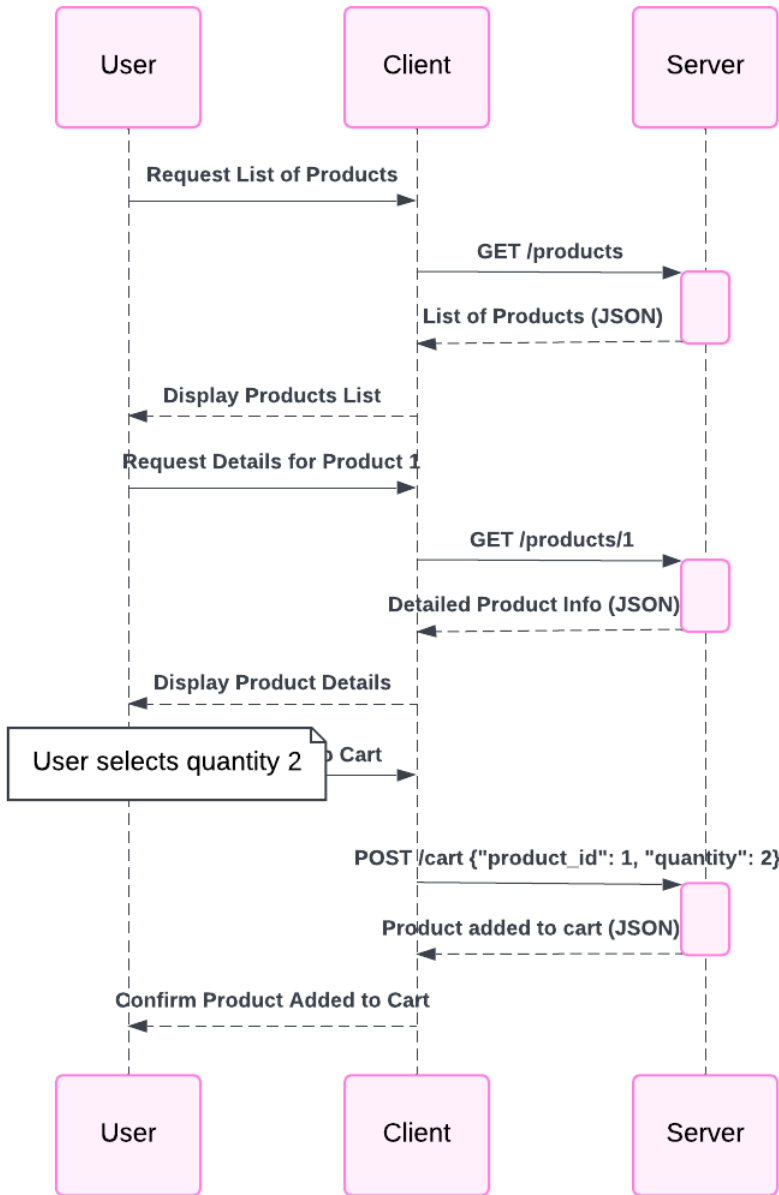 User
Client
Server
Request List of Products
GET /products
List of Products (JSON)
Display Products List
Request Details for Product 1
GET /products/1
Detailed Product Info (JSON)
Display Product Details
User selects quantity 2
Cart
POST /cart {"product_id": 1, "quantity": 2}
Product added to cart (JSON)
Confirm Product Added to Cart
User
Client
Server